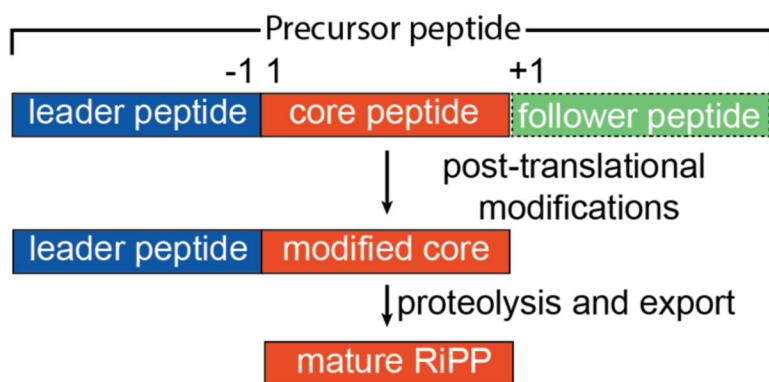 Precursor peptide
-1 1 +1
leader peptide core peptide follower peptide
post-translational
modifications
leader peptide modified core
proteolysis and export
mature RiPP